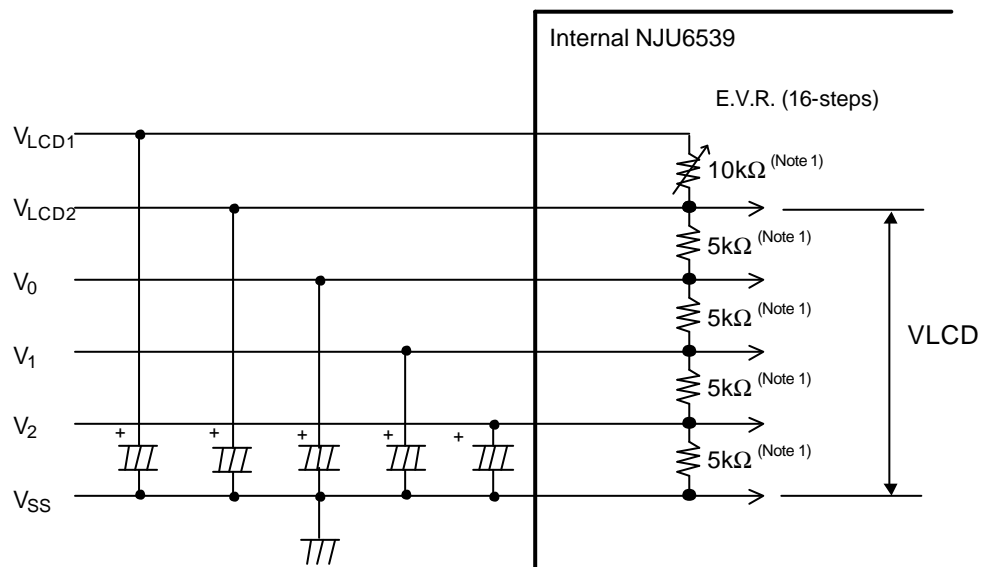 Internal NJU6539
E.V.R. (16-steps)
VLCD1
10kΩ (Note 1)
VLCD2
5kΩ (Note 1)
V0
5kΩ (Note 1)
V1
VLCD
5kΩ (Note 1)
V2
+ + + + +
5kΩ (Note 1)
VSS